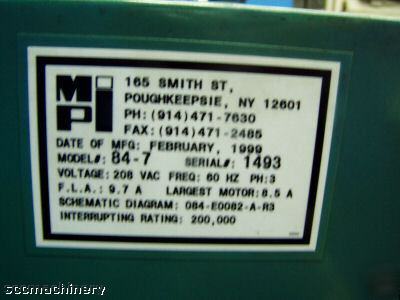 MPI
165 SMITH ST,
POUGHKEEPSIE, NY 12601
PH:(914)471-7630
FAX:(914)471-2485
DATE OF MFG: FEBRUARY, 1999
MODEL#: 84-7 SERIAL#: 1493
VOLTAGE: 208 VAC FREQ: 60 HZ PH:3
F.L.A.: 9.7 A LARGEST MOTOR: 8.5 A
SCHEMATIC DIAGRAM: 084-E0082-A-R3
INTERRUPTING RATING: 200,000
sccmachinery